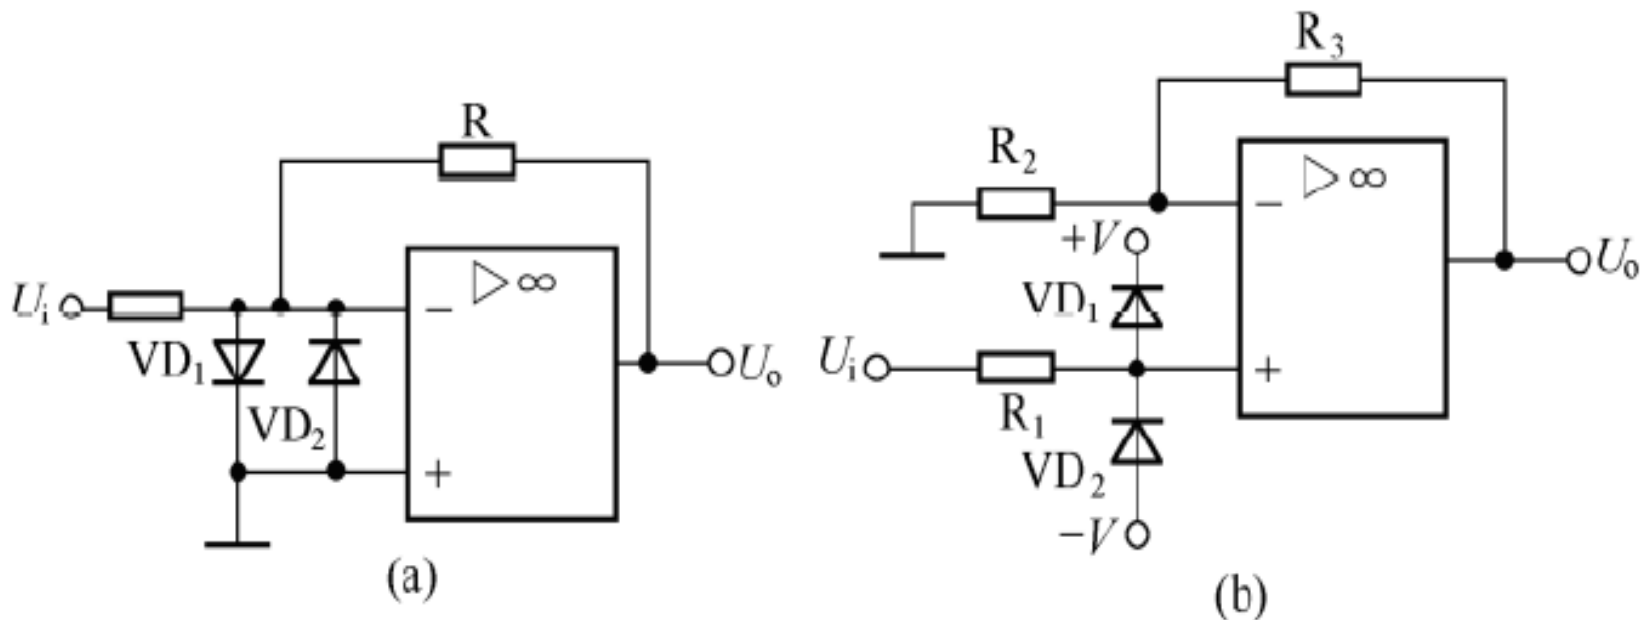 R
▷ ∞
Uᵢ
−
VD₁
VD₂
+
Uₒ
(a)
R₃
R₂
▷ ∞
−
+V
VD₁
Uₒ
Uᵢ
R₁
+
VD₂
−V
(b)